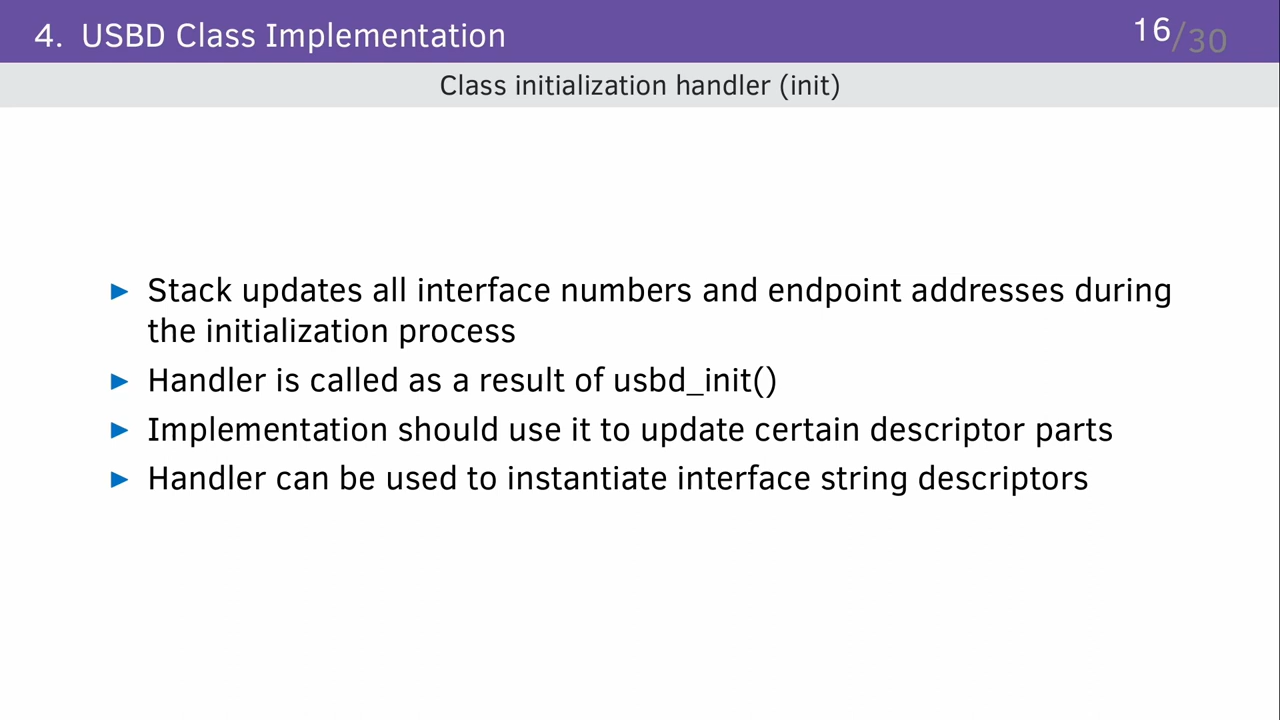 4. USBD Class Implementation
16/30
Class initialization handler (init)
► Stack updates all interface numbers and endpoint addresses during
the initialization process
► Handler is called as a result of usbd_init()
► Implementation should use it to update certain descriptor parts
► Handler can be used to instantiate interface string descriptors